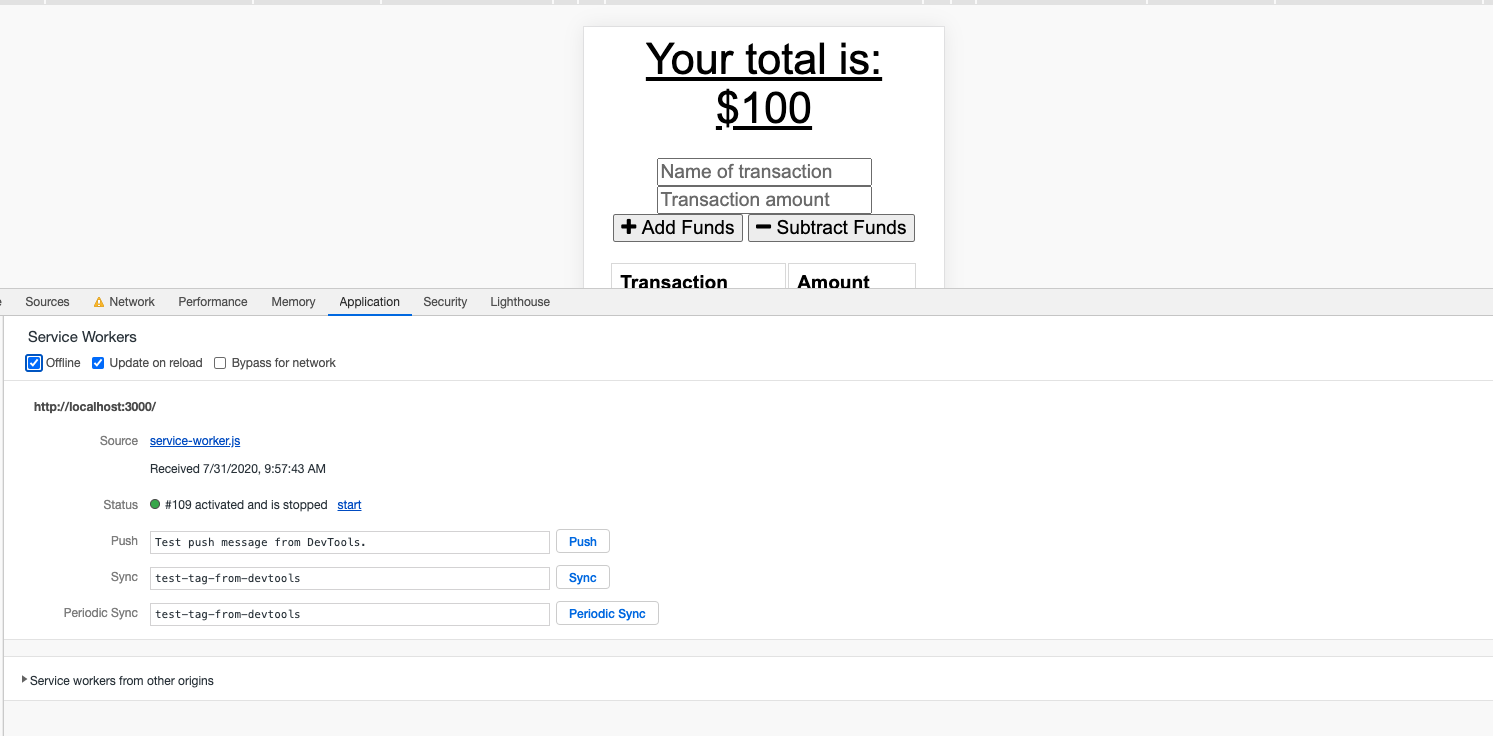 Your total is:
$100
Name of transaction
Transaction amount
Add Funds Subtract Funds
Transaction Amount
Sources Network Performance Memory Application Security Lighthouse
Service Workers
Offline Update on reload Bypass for network
http://localhost:3000/
Source service-worker.js
Received 7/31/2020, 9:57:43 AM
Status #109 activated and is stopped start
Push Test push message from DevTools. Push
Sync test-tag-from-devtools Sync
Periodic Sync test-tag-from-devtools Periodic Sync
Service workers from other origins